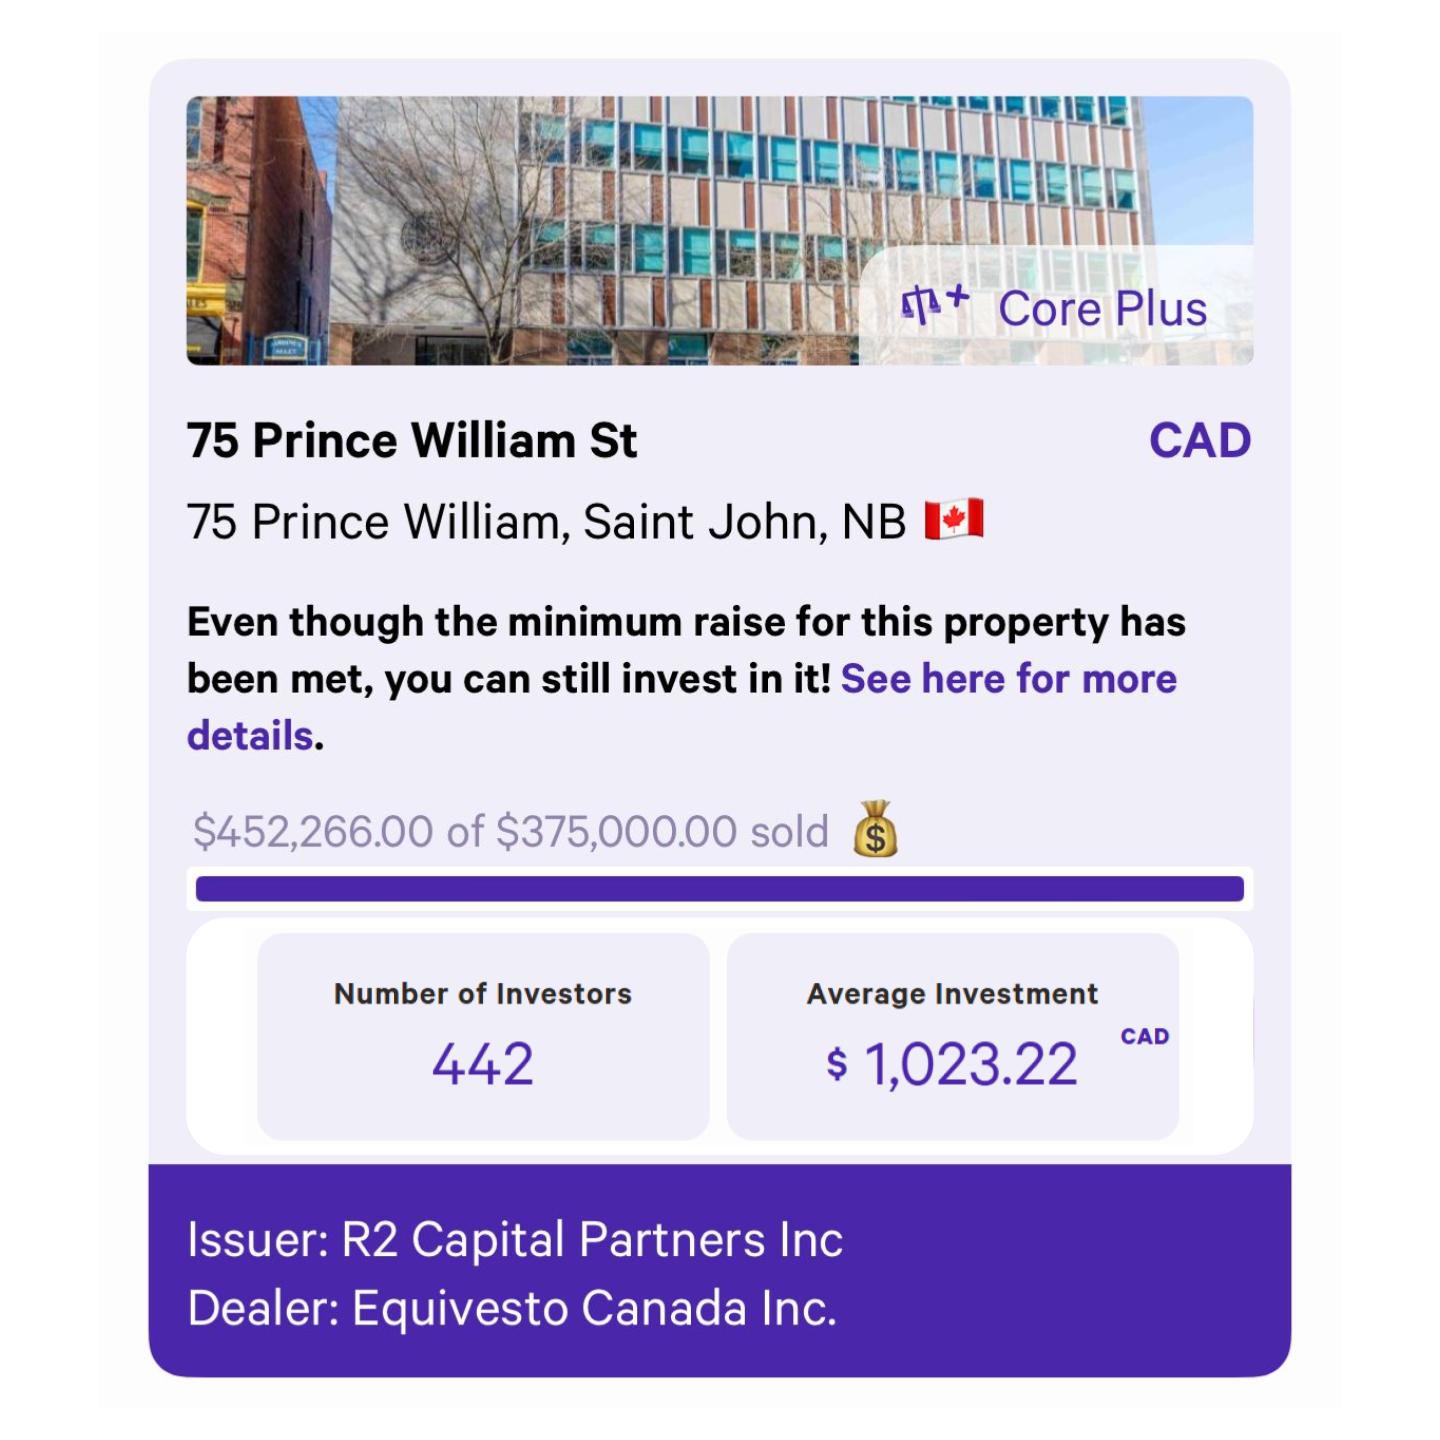 Core Plus
75 Prince William St
CAD
75 Prince William, Saint John, NB
Even though the minimum raise for this property has
been met, you can still invest in it! See here for more
details.
$452,266.00 of $375,000.00 sold
Number of Investors
442
Average Investment
$ 1,023.22 CAD
Issuer: R2 Capital Partners Inc
Dealer: Equivesto Canada Inc.